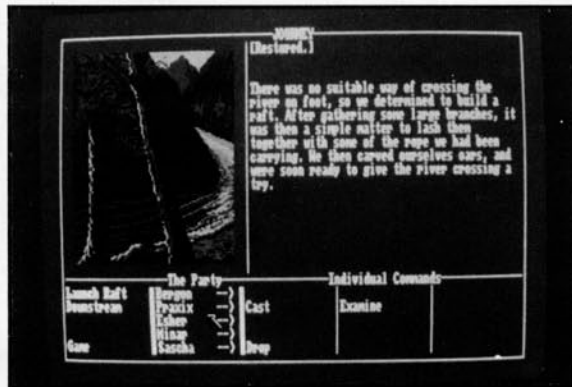 JOURNEY
[Restored.]
There was no suitable way of crossing the
river on foot, so we determined to build a
raft. After gathering some large branches, it
was then a simple matter to lash them
together with some of the rope we had been
carrying. We then carved ourselves oars, and
were soon ready to give the river crossing a
try.
The Party Individual Commands
Launch Raft Bergon
Downstream Praxix Cast Examine
Esher
Minar
Game Sascha Drop